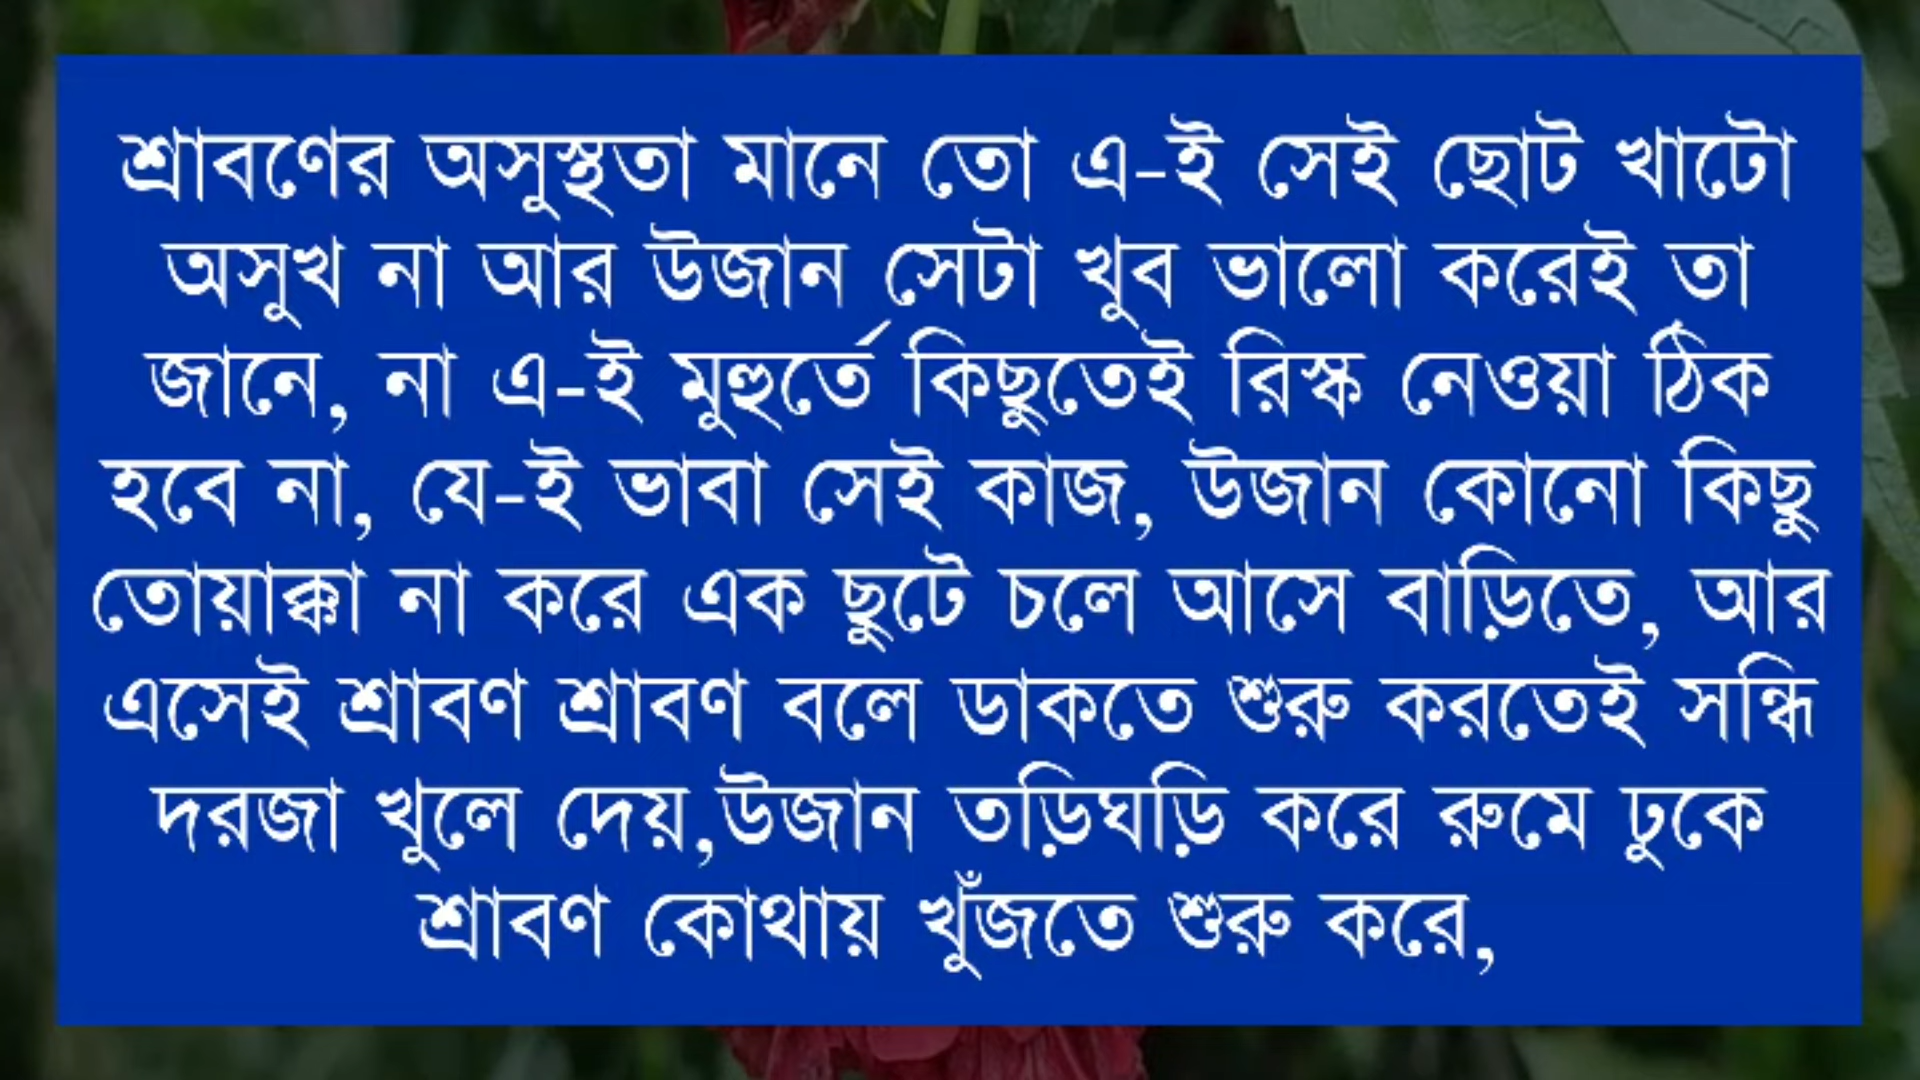 শ্রাবণের অসুস্থতা মানে তো এ-ই সেই ছোট খাটো
অসুখ না আর উজান সেটা খুব ভালো করেই তা
জানে, না এ-ই মুহুর্তে কিছুতেই রিস্ক নেওয়া ঠিক
হবে না, যে-ই ভাবা সেই কাজ, উজান কোনো কিছু
তোয়াক্কা না করে এক ছুটে চলে আসে বাড়িতে, আর
এসেই শ্রাবণ শ্রাবণ বলে ডাকতে শুরু করতেই সন্ধি
দরজা খুলে দেয়,উজান তড়িঘড়ি করে রুমে ঢুকে
শ্রাবণ কোথায় খুঁজতে শুরু করে,